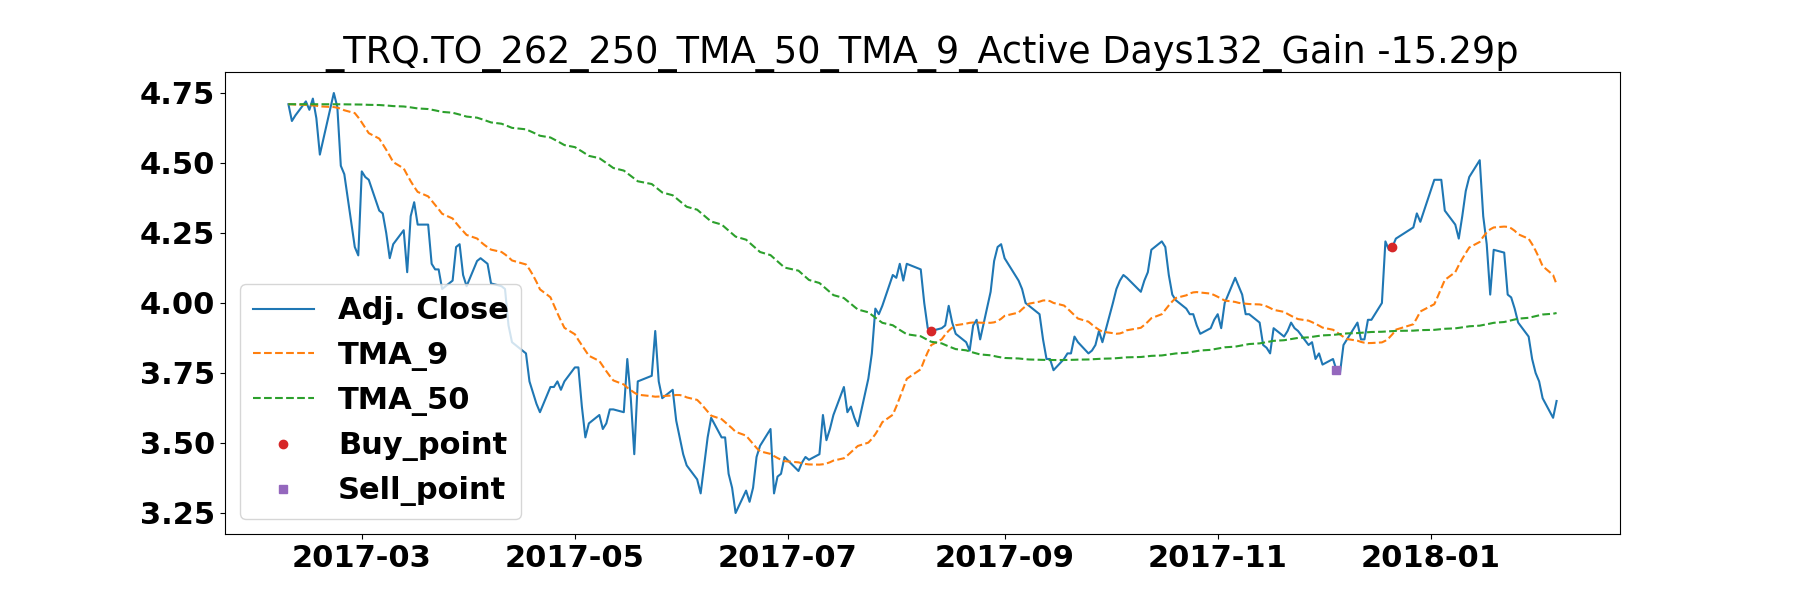 _TRQ.TO_262_250_TMA_50_TMA_9_Active Days132_Gain -15.29p
4.75
4.50
4.25
4.00
3.75
3.50
3.25
Adj. Close
TMA_9
TMA_50
Buy_point
Sell_point
2017-03 2017-05 2017-07 2017-09 2017-11 2018-01